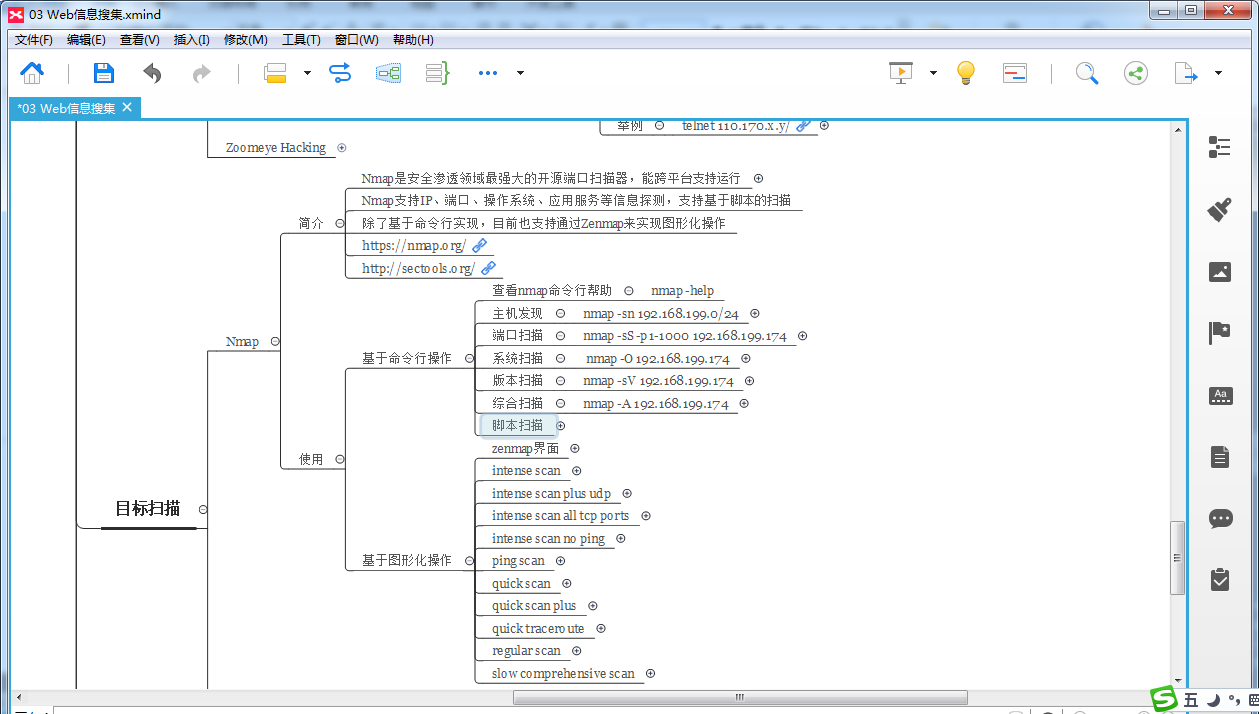 03 Web信息搜集.xmind
文件(F) 编辑(E) 查看(V) 插入(I) 修改(M) 工具(T) 窗口(W) 帮助(H)
*03 Web信息搜集
举例 telnet 110.170.x.y/
Zoomeye Hacking
Nmap是安全渗透领域最强大的开源端口扫描器，能跨平台支持运行
Nmap支持IP、端口、操作系统、应用服务等信息探测，支持基于脚本的扫描
简介
除了基于命令行实现，目前也支持通过Zenmap来实现图形化操作
https://nmap.org/
http://sectools.org/
查看nmap命令行帮助 nmap -help
主机发现 nmap -sn 192.168.199.0/24
端口扫描 nmap -sS -p1-1000 192.168.199.174
Nmap
基于命令行操作
系统扫描 nmap -O 192.168.199.174
版本扫描 nmap -sV 192.168.199.174
综合扫描 nmap -A 192.168.199.174
脚本扫描
使用
zenmap界面
intense scan
intense scan plus udp
目标扫描
intense scan all tcp ports
intense scan no ping
基于图形化操作
ping scan
quick scan
quick scan plus
quick traceroute
regular scan
slow comprehensive scan
Aa
五